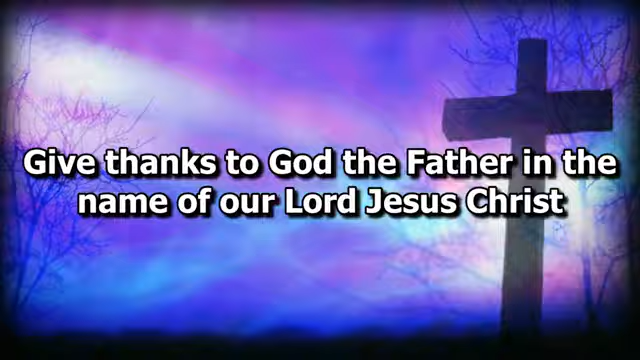 Give thanks to God the Father in the
name of our Lord Jesus Christ